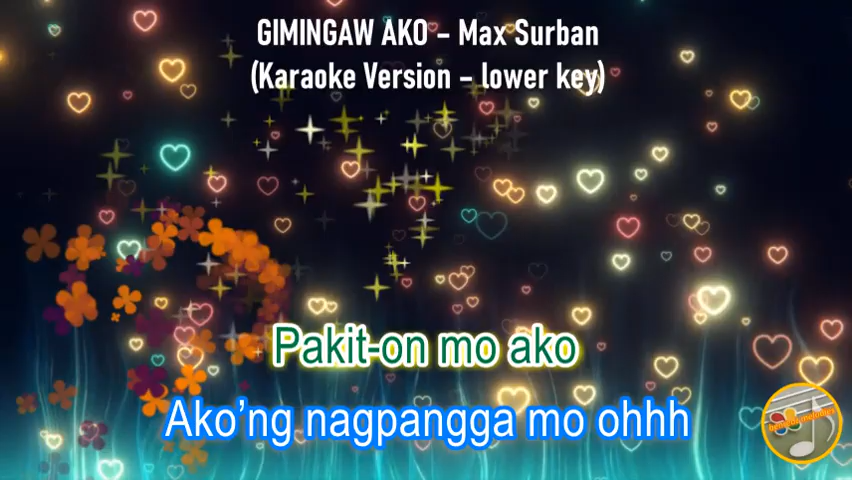 GIMINGAW AKO – Max Surban
(Karaoke Version – lower key)
Pakit-on mo ako
Ako’ng nagpangga mo ohhh